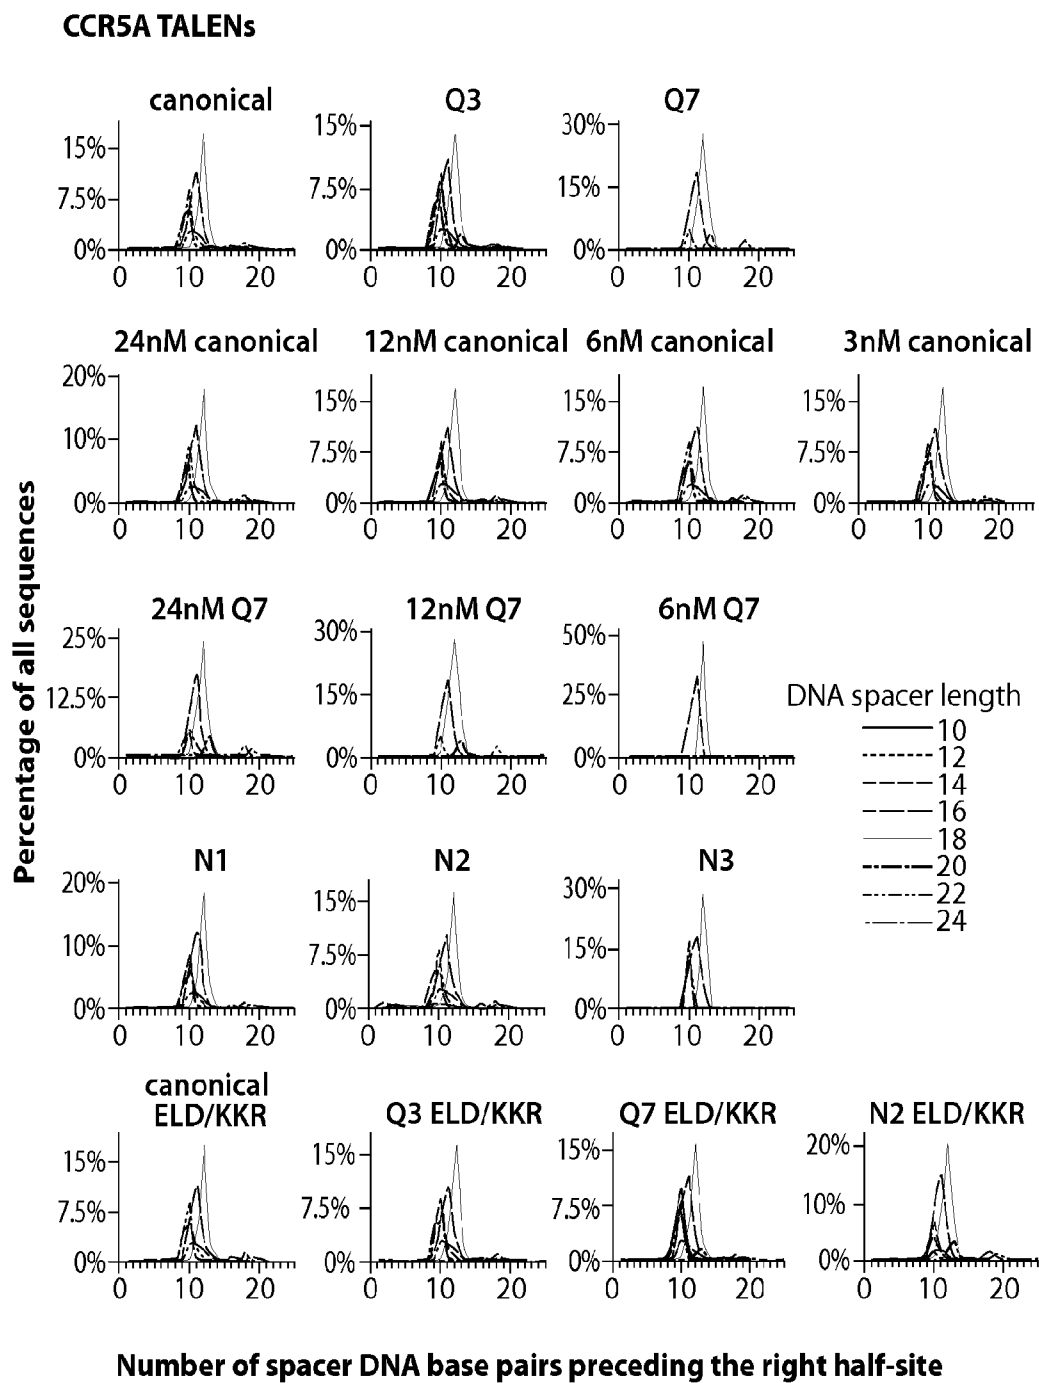 CCR5A TALENs
canonical Q3 Q7
15% 7.5% 0% 0 10 20
15% 7.5% 0% 0 10 20
30% 15% 0% 0 10 20
24nM canonical 12nM canonical 6nM canonical 3nM canonical
20% 10% 0% 0 10 20
15% 7.5% 0% 0 10 20
15% 7.5% 0% 0 10 20
15% 7.5% 0% 0 10 20
Percentage of all sequences
24nM Q7 12nM Q7 6nM Q7
25% 12.5% 0% 0 10 20
30% 15% 0% 0 10 20
50% 25% 0% 0 10 20
DNA spacer length
10
12
14
16
18
20
22
24
N1 N2 N3
20% 10% 0% 0 10 20
15% 7.5% 0% 0 10 20
30% 15% 0% 0 10 20
canonical
ELD/KKR Q3 ELD/KKR Q7 ELD/KKR N2 ELD/KKR
15% 7.5% 0% 0 10 20
15% 7.5% 0% 0 10 20
15% 7.5% 0% 0 10 20
20% 10% 0% 0 10 20
Number of spacer DNA base pairs preceding the right half-site